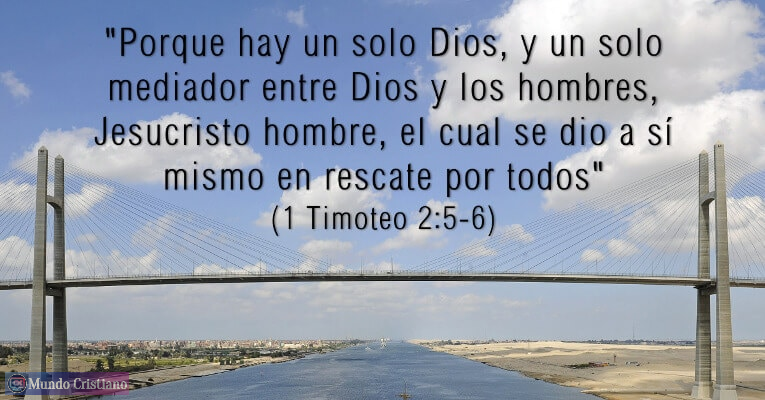 "Porque hay un solo Dios, y un solo
mediador entre Dios y los hombres,
Jesucristo hombre, el cual se dio a sí
mismo en rescate por todos"
(1 Timoteo 2:5-6)
Mundo Cristiano